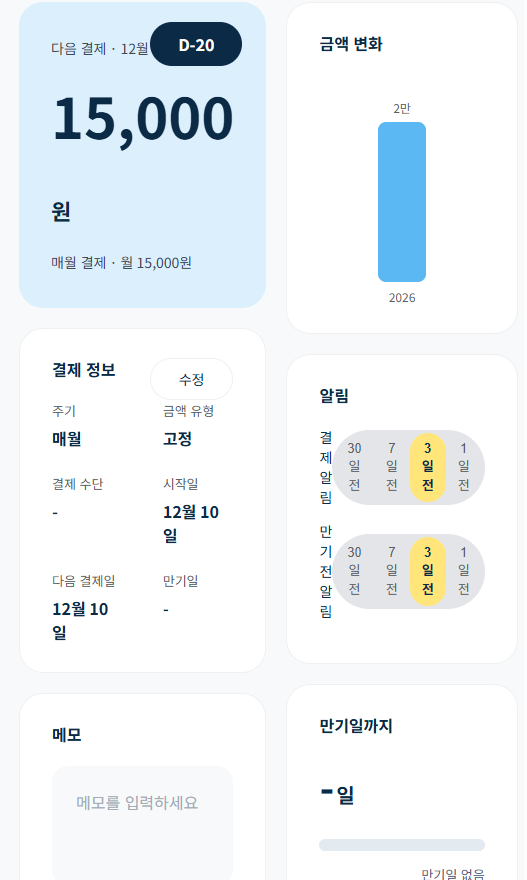 다음 결제 · 12월
D-20
15,000
원
매월 결제 · 월 15,000원
결제 정보
수정
주기
금액 유형
매월
고정
결제 수단
시작일
-
12월 10
일
다음 결제일
만기일
12월 10
일
-
메모
메모를 입력하세요
금액 변화
2만
2026
알림
결
제
알
림
30
일
전
7
일
전
3
일
전
1
일
전
만
기
전
알
림
30
일
전
7
일
전
3
일
전
1
일
전
만기일까지
-일
만기일 없음